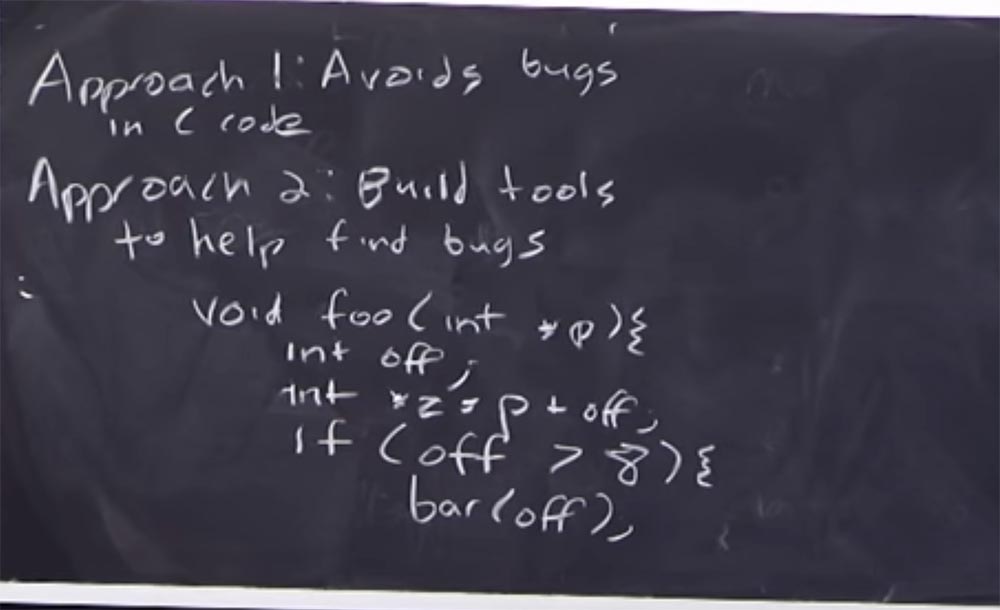 Approach 1: Avoids bugs
in C code
Approach 2: Build tools
to help find bugs
void foo(int *p){
int off;
int *z = p + off;
if (off > 8){
bar(off);